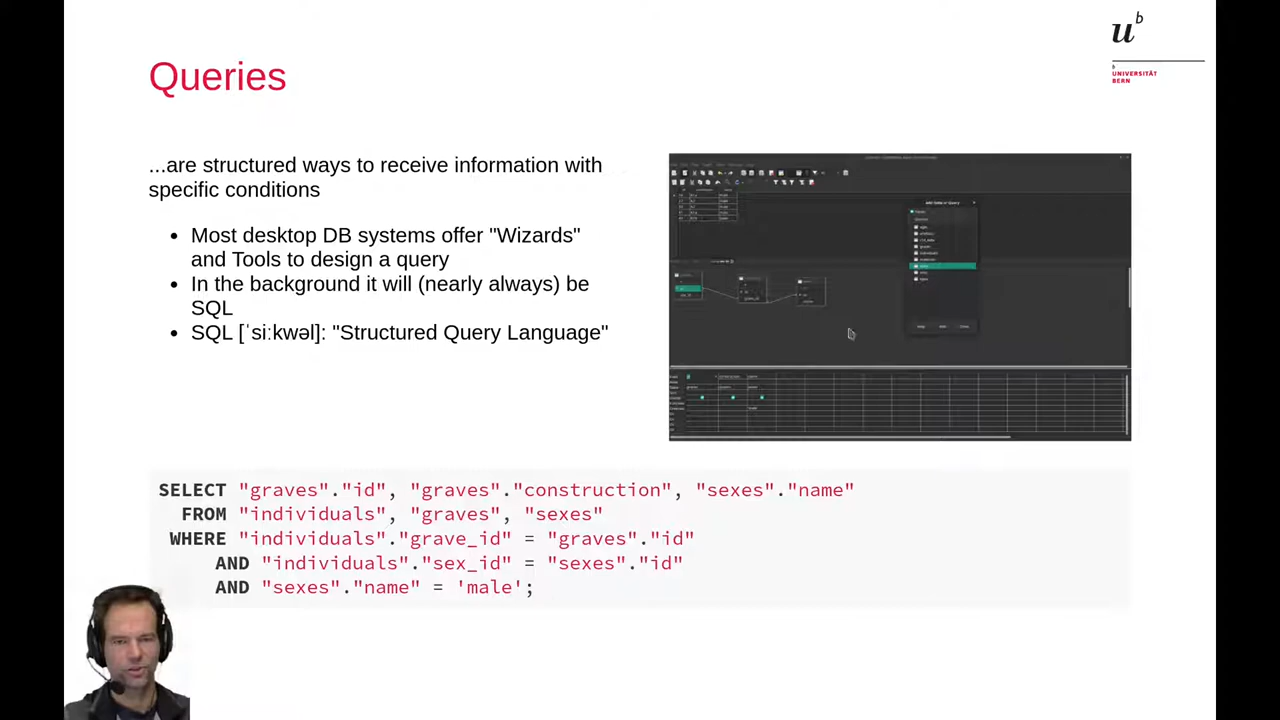 u^b
b
UNIVERSITÄT
BERN
Queries
...are structured ways to receive information with
specific conditions
• Most desktop DB systems offer "Wizards"
and Tools to design a query
• In the background it will (nearly always) be
SQL
• SQL [ˈsiːkwəl]: "Structured Query Language"
SELECT "graves"."id", "graves"."construction", "sexes"."name"
FROM "individuals", "graves", "sexes"
WHERE "individuals"."grave_id" = "graves"."id"
AND "individuals"."sex_id" = "sexes"."id"
AND "sexes"."name" = 'male';